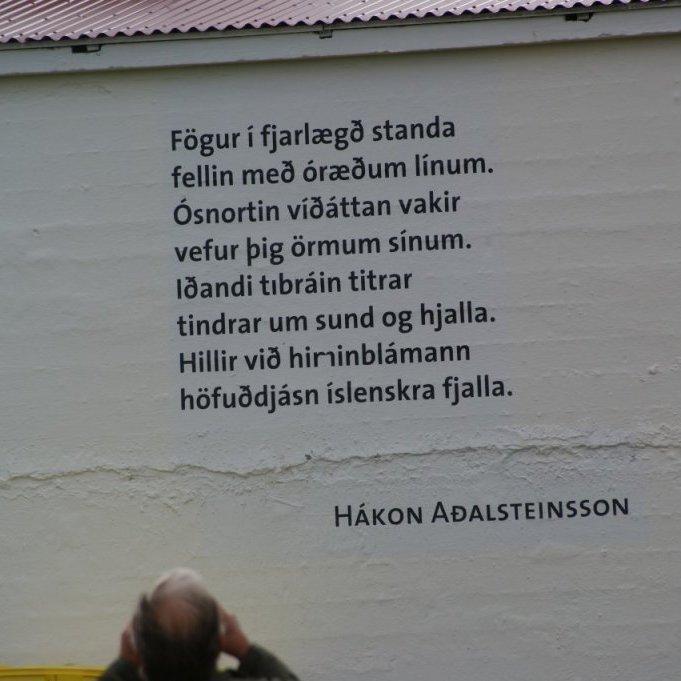 Fögur í fjarlægð standa
fellin með óræðum línum.
Ósnortin víðáttan vakir
vefur þig örmum sínum.
Iðandi tıbráin titrar
tindrar um sund og hjalla.
Hillir við himinblámann
höfuðdjásn íslenskra fjalla.
Hákon Aðalsteinsson